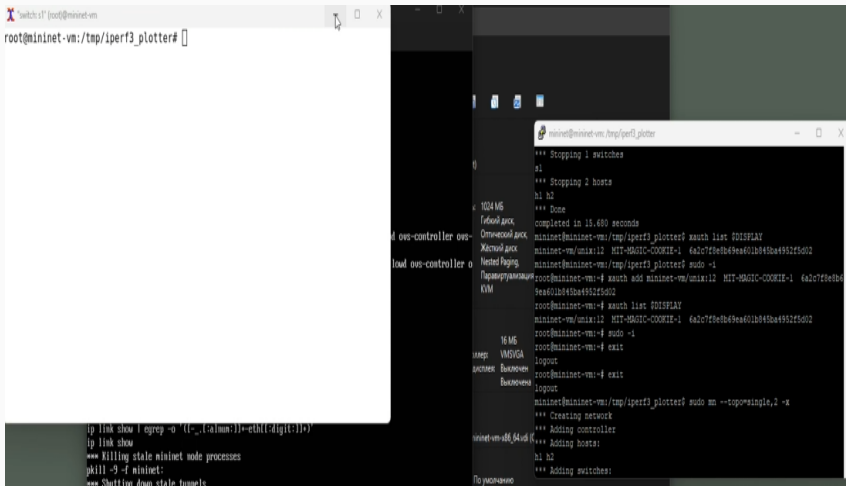 "switch: s1" (root)@mininet-vm
root@mininet-vm:/tmp/iperf3_plotter#
d ovs-controller ovs-
lowd ovs-controller o
ip link show | egrep -o '([-_.[:alnum:]]+-eth[[:digit:]]+)'
ip link show
*** Killing stale mininet node processes
pkill -9 -f mininet:
*** Shutting down stale tunnels
1024 МБ
Гибкий диск,
Оптический диск,
Жёсткий диск
Nested Paging,
Паравиртуализация
KVM
16 МБ
VMSVGA
Выключен
Выключена
mininet-vm-x86_64.vdi
По умолчанию
mininet@mininet-vm: /tmp/iperf3_plotter
*** Stopping 1 switches
s1
*** Stopping 2 hosts
h1 h2
*** Done
completed in 15.680 seconds
mininet@mininet-vm:/tmp/iperf3_plotter$ xauth list $DISPLAY
mininet-vm/unix:12 MIT-MAGIC-COOKIE-1 6a2c7f8e8b69ea601b845ba4952f5d02
mininet@mininet-vm:/tmp/iperf3_plotter$ sudo -i
root@mininet-vm:~# xauth add mininet-vm/unix:12 MIT-MAGIC-COOKIE-1 6a2c7f8e8b6
9ea601b845ba4952f5d02
root@mininet-vm:~# xauth list $DISPLAY
mininet-vm/unix:12 MIT-MAGIC-COOKIE-1 6a2c7f8e8b69ea601b845ba4952f5d02
root@mininet-vm:~# sudo -i
root@mininet-vm:~# exit
logout
root@mininet-vm:~# exit
logout
mininet@mininet-vm:/tmp/iperf3_plotter$ sudo mn --topo=single,2 -x
*** Creating network
*** Adding controller
*** Adding hosts:
h1 h2
*** Adding switches: